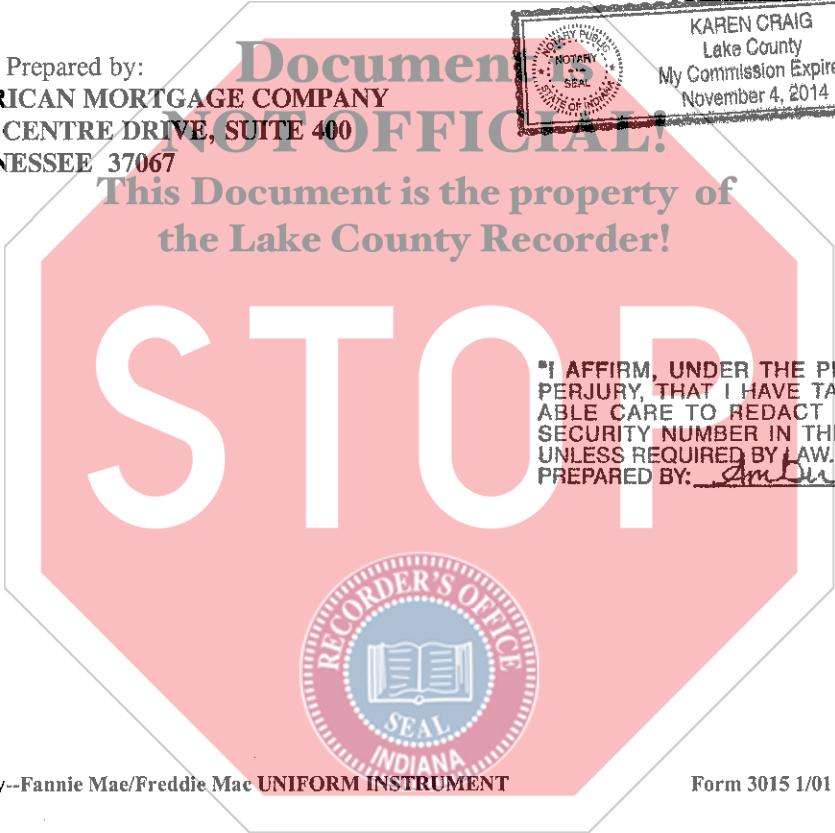 KAREN CRAIG
Lake County
My Commission Expire
November 4, 2014
NOTARY PUBLIC
NOTARY
SEAL
STATE OF INDIANA
Prepared by:
RICAN MORTGAGE COMPANY
CENTRE DRIVE, SUITE 400
NESSEE 37067
Document is
NOT OFFICIAL!
This Document is the property of
the Lake County Recorder!
STOP
"I AFFIRM, UNDER THE PE
PERJURY, THAT I HAVE TA
ABLE CARE TO REDACT
SECURITY NUMBER IN TH
UNLESS REQUIRED BY LAW.
PREPARED BY:
RECORDER'S OFFICE
SEAL
INDIANA
y--Fannie Mae/Freddie Mac UNIFORM INSTRUMENT
Form 3015 1/01